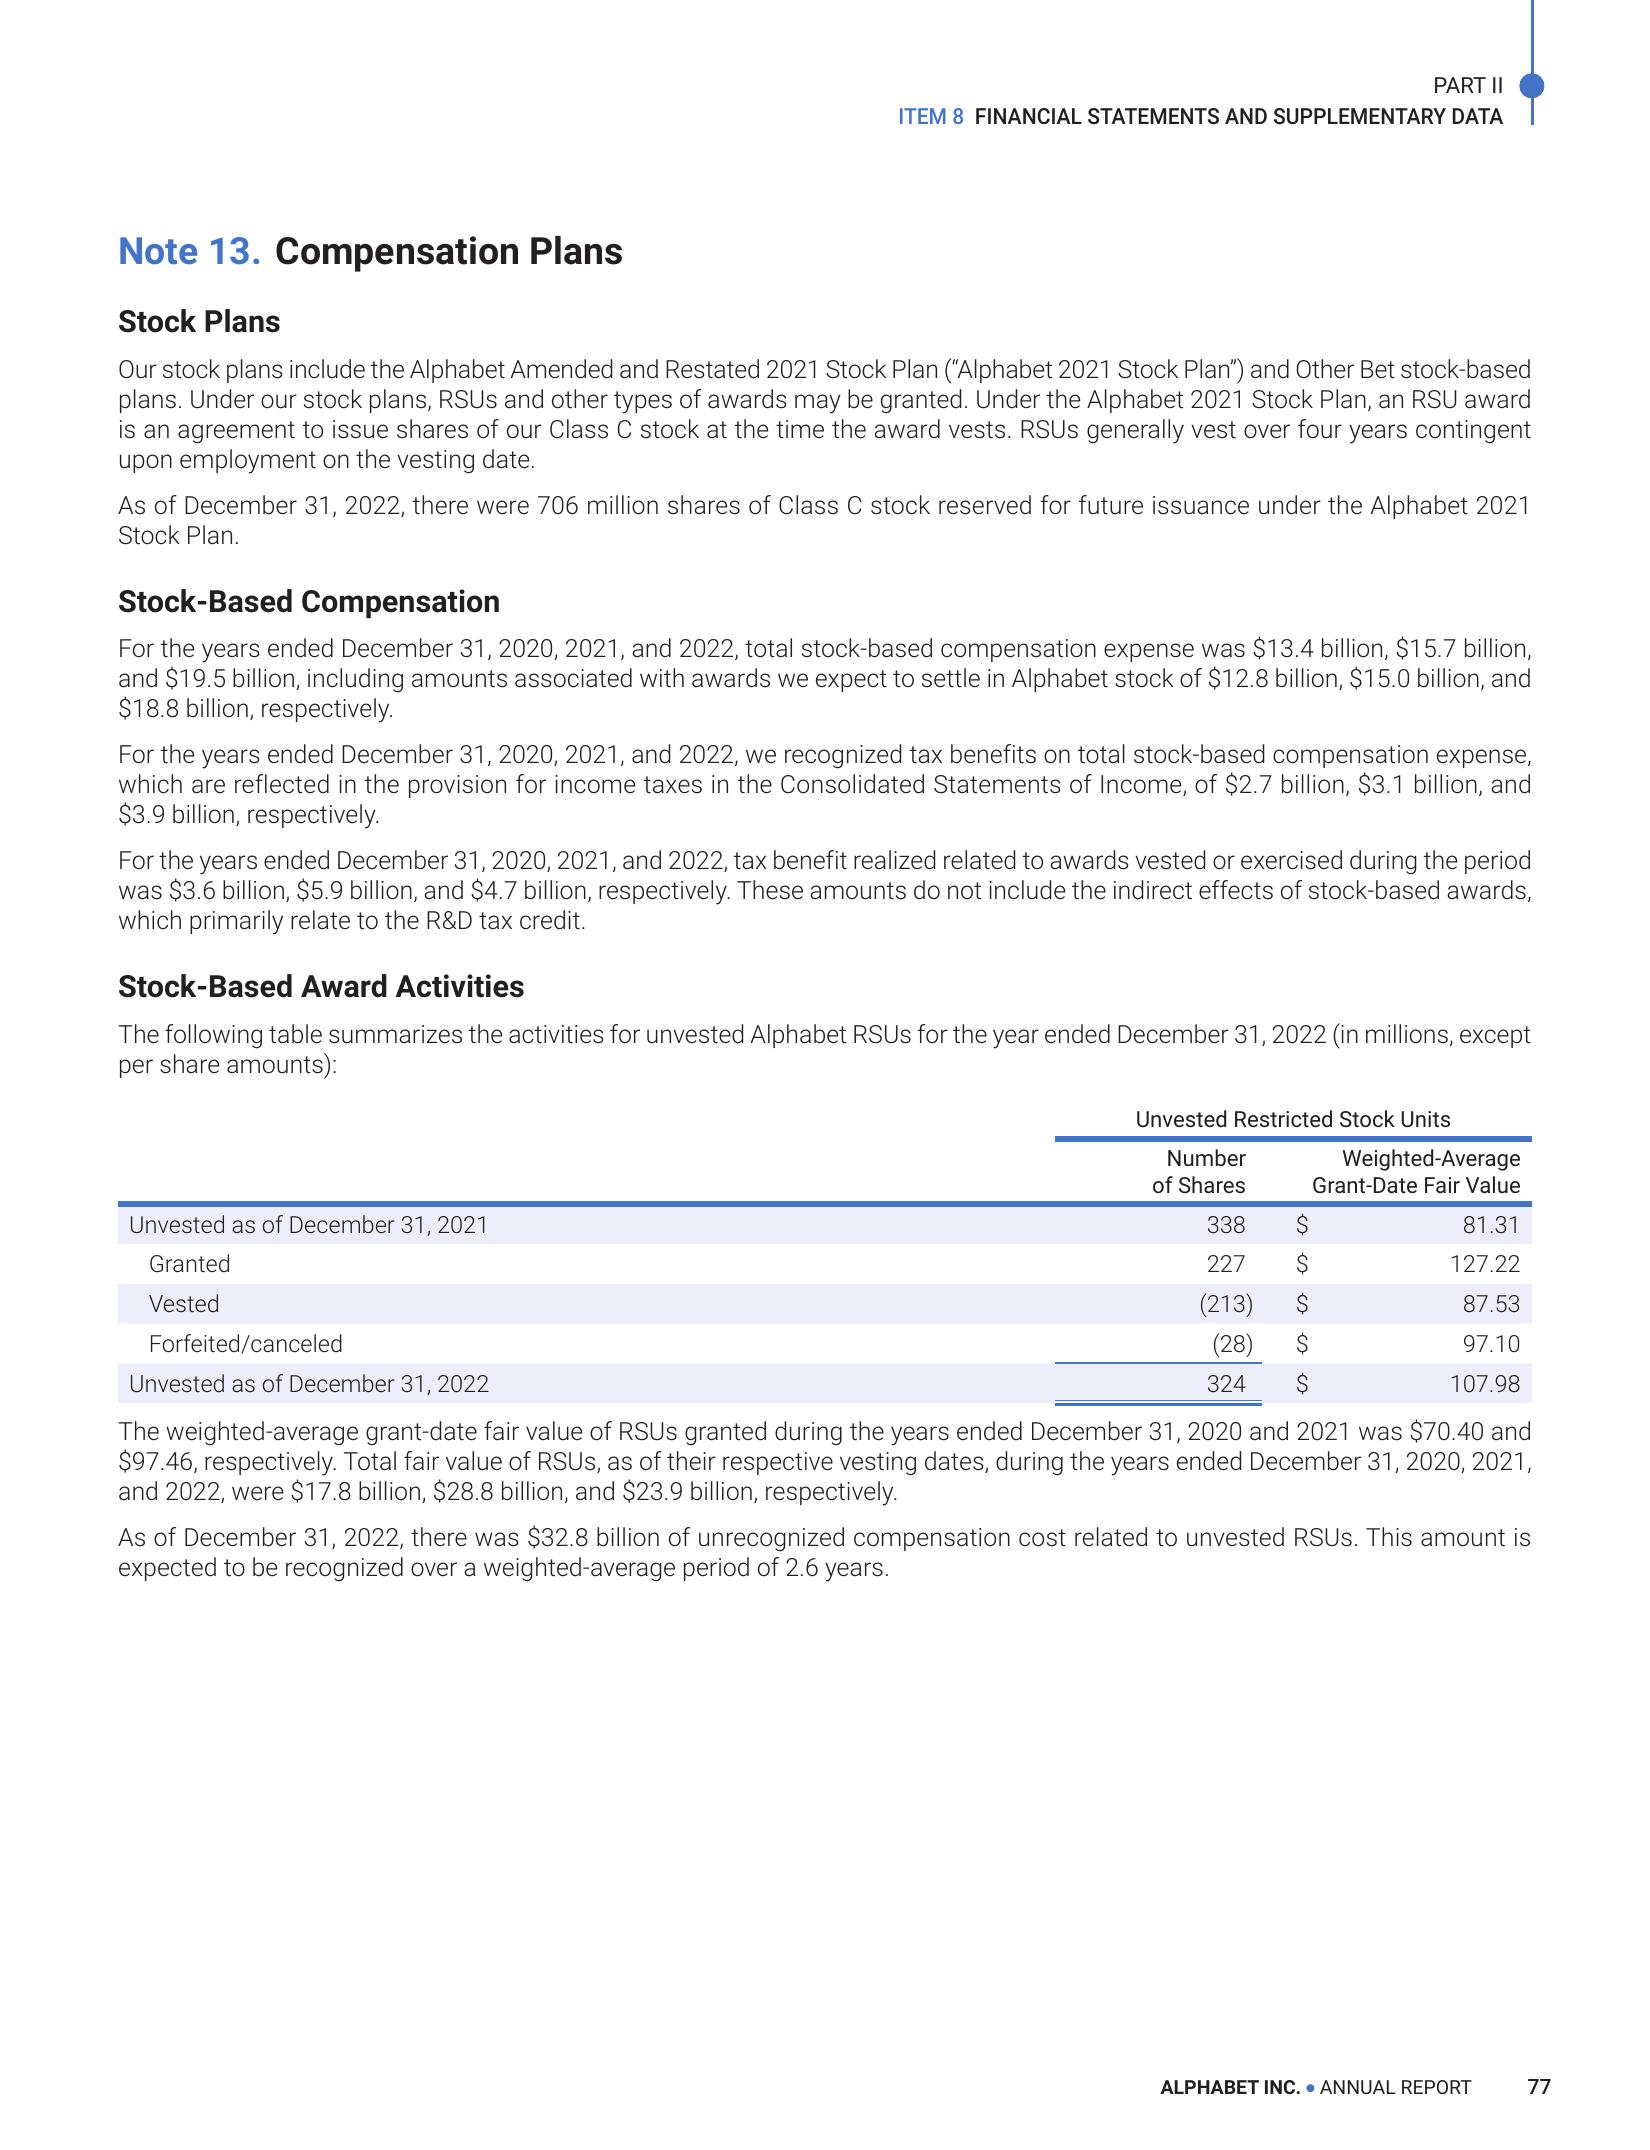 PART II
ITEM 8 FINANCIAL STATEMENTS AND SUPPLEMENTARY DATA
Note 13. Compensation Plans
Stock Plans
Our stock plans include the Alphabet Amended and Restated 2021 Stock Plan (“Alphabet 2021 Stock Plan”) and Other Bet stock-based
plans. Under our stock plans, RSUs and other types of awards may be granted. Under the Alphabet 2021 Stock Plan, an RSU award
is an agreement to issue shares of our Class C stock at the time the award vests. RSUs generally vest over four years contingent
upon employment on the vesting date.
As of December 31, 2022, there were 706 million shares of Class C stock reserved for future issuance under the Alphabet 2021
Stock Plan.
Stock-Based Compensation
For the years ended December 31, 2020, 2021, and 2022, total stock-based compensation expense was $13.4 billion, $15.7 billion,
and $19.5 billion, including amounts associated with awards we expect to settle in Alphabet stock of $12.8 billion, $15.0 billion, and
$18.8 billion, respectively.
For the years ended December 31, 2020, 2021, and 2022, we recognized tax benefits on total stock-based compensation expense,
which are reflected in the provision for income taxes in the Consolidated Statements of Income, of $2.7 billion, $3.1 billion, and
$3.9 billion, respectively.
For the years ended December 31, 2020, 2021, and 2022, tax benefit realized related to awards vested or exercised during the period
was $3.6 billion, $5.9 billion, and $4.7 billion, respectively. These amounts do not include the indirect effects of stock-based awards,
which primarily relate to the R&D tax credit.
Stock-Based Award Activities
The following table summarizes the activities for unvested Alphabet RSUs for the year ended December 31, 2022 (in millions, except
per share amounts):
Unvested Restricted Stock Units
Number Weighted-Average
of Shares Grant-Date Fair Value
Unvested as of December 31, 2021 338 $ 81.31
Granted 227 $ 127.22
Vested (213) $ 87.53
Forfeited/canceled (28) $ 97.10
Unvested as of December 31, 2022 324 $ 107.98
The weighted-average grant-date fair value of RSUs granted during the years ended December 31, 2020 and 2021 was $70.40 and
$97.46, respectively. Total fair value of RSUs, as of their respective vesting dates, during the years ended December 31, 2020, 2021,
and 2022, were $17.8 billion, $28.8 billion, and $23.9 billion, respectively.
As of December 31, 2022, there was $32.8 billion of unrecognized compensation cost related to unvested RSUs. This amount is
expected to be recognized over a weighted-average period of 2.6 years.
ALPHABET INC. • ANNUAL REPORT 77